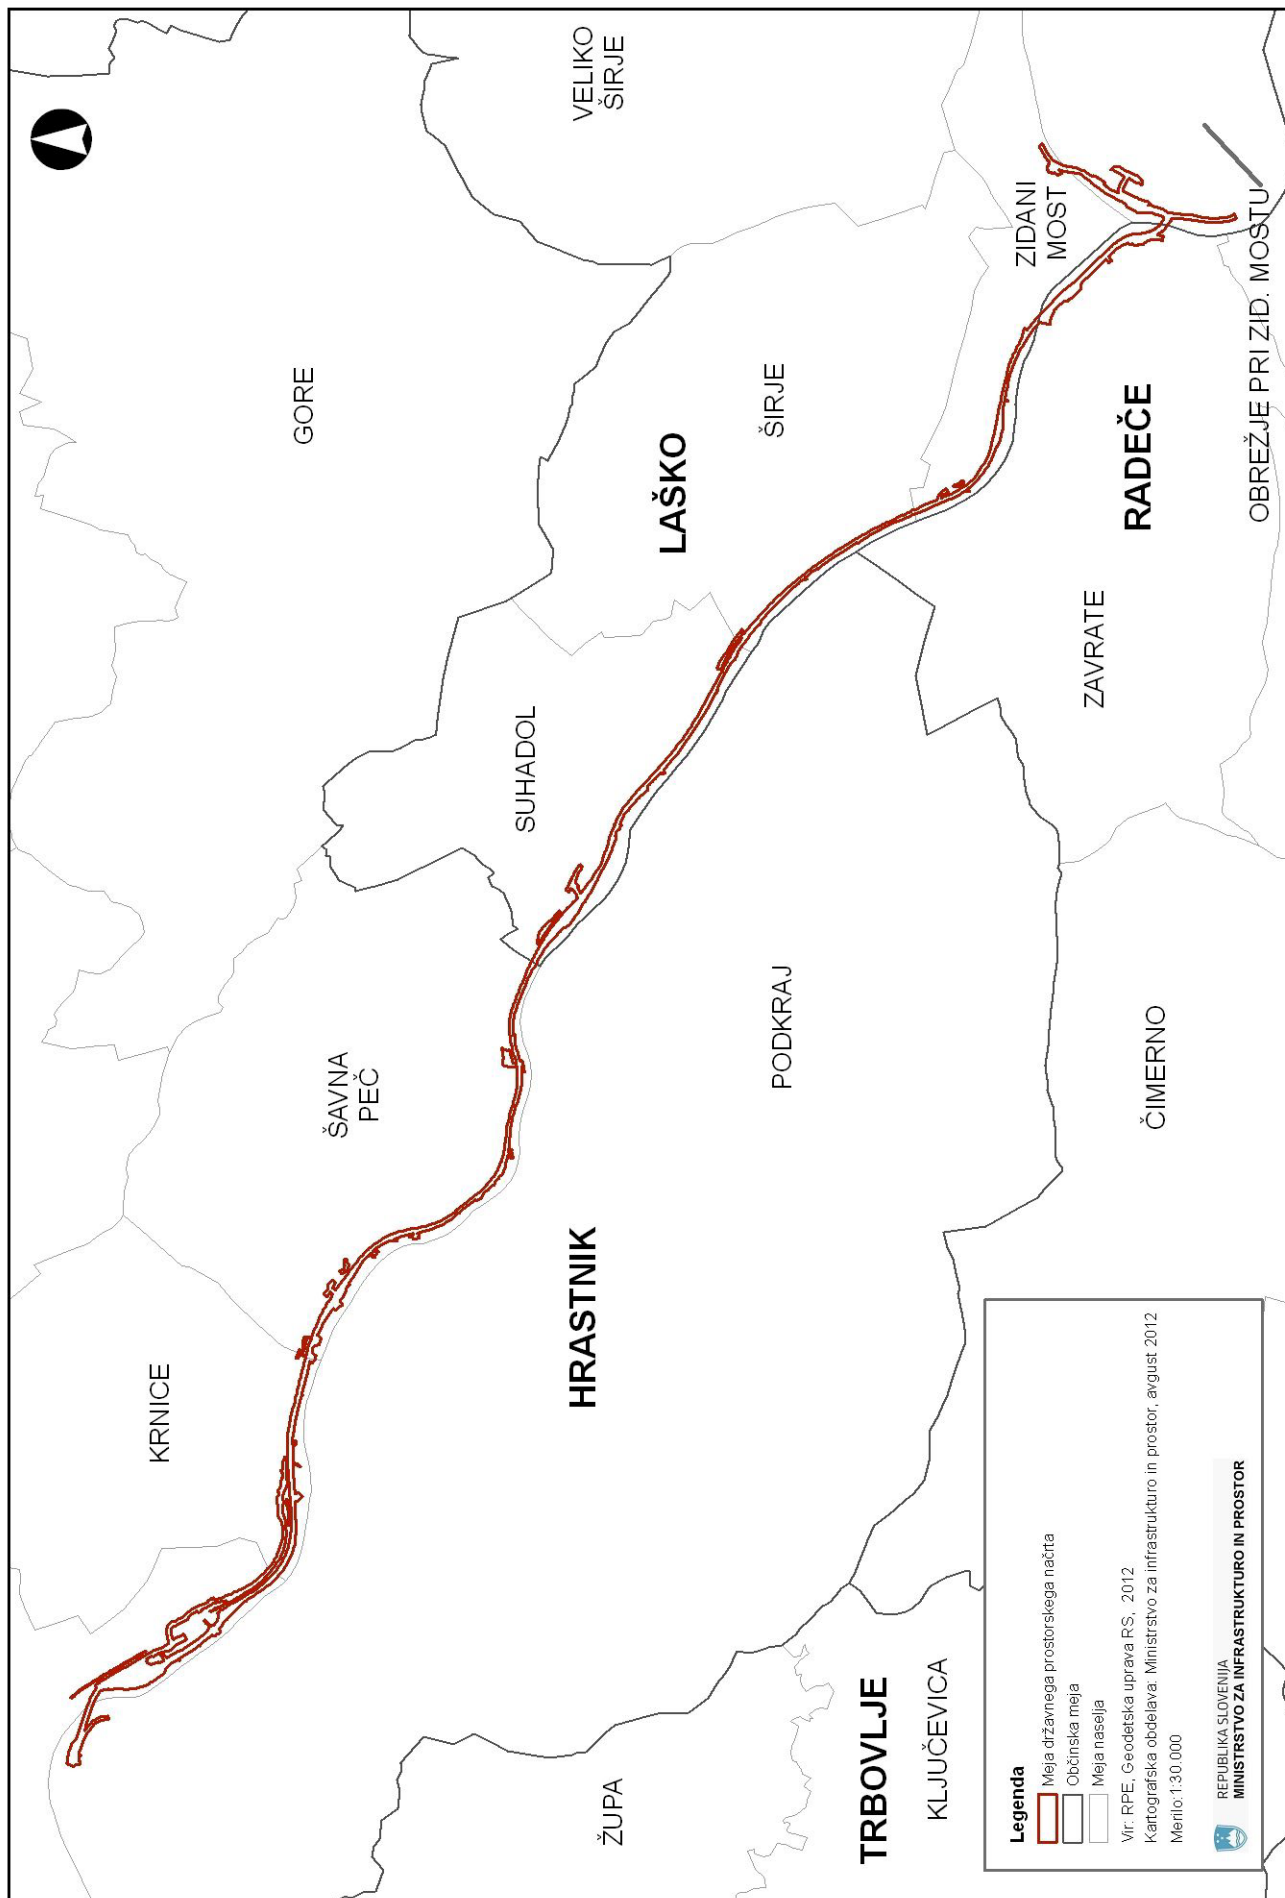 VELIKO
ŠIRJE
GORE
ZIDANI
MOST
LAŠKO
ŠIRJE
OBREŽJE PRI ZID. MOSTU
RADEČE
SUHADOL
ZAVRATE
ŠAVNA
PEČ
PODKRAJ
ČIMERNO
KRNICE
HRASTNIK
ŽUPA
TRBOVLJE
KLJUČEVICA
Legenda
Meja državnega prostorskega načrta
Občinska meja
Meja naselja
Vir: RPE, Geodetska uprava RS, 2012
Kartografska obdelava: Ministrstvo za infrastrukturo in prostor, avgust 2012
Merilo:1:30.000
REPUBLIKA SLOVENIJA
MINISTRSTVO ZA INFRASTRUKTURO IN PROSTOR